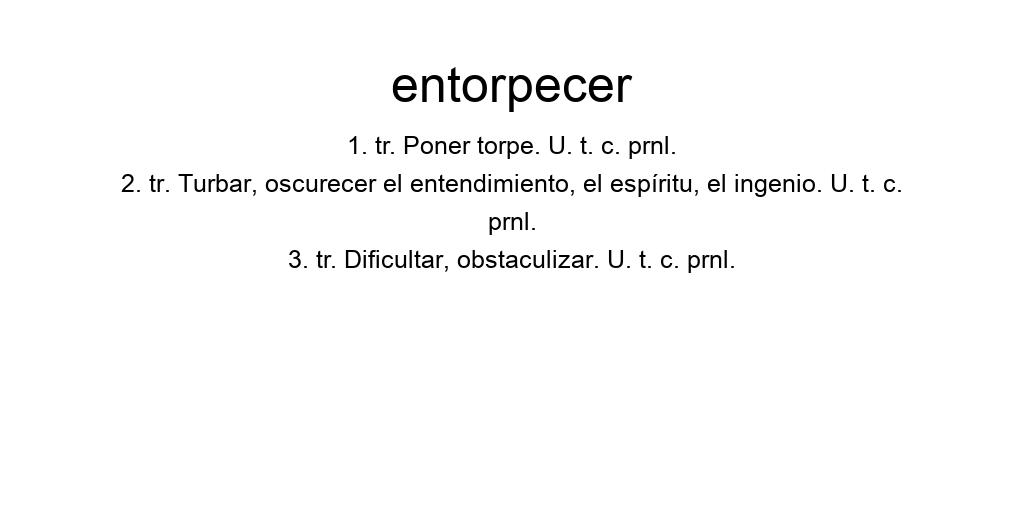 entorpecer
1. tr. Poner torpe. U. t. c. prnl.
2. tr. Turbar, oscurecer el entendimiento, el espíritu, el ingenio. U. t. c.
prnl.
3. tr. Dificultar, obstaculizar. U. t. c. prnl.